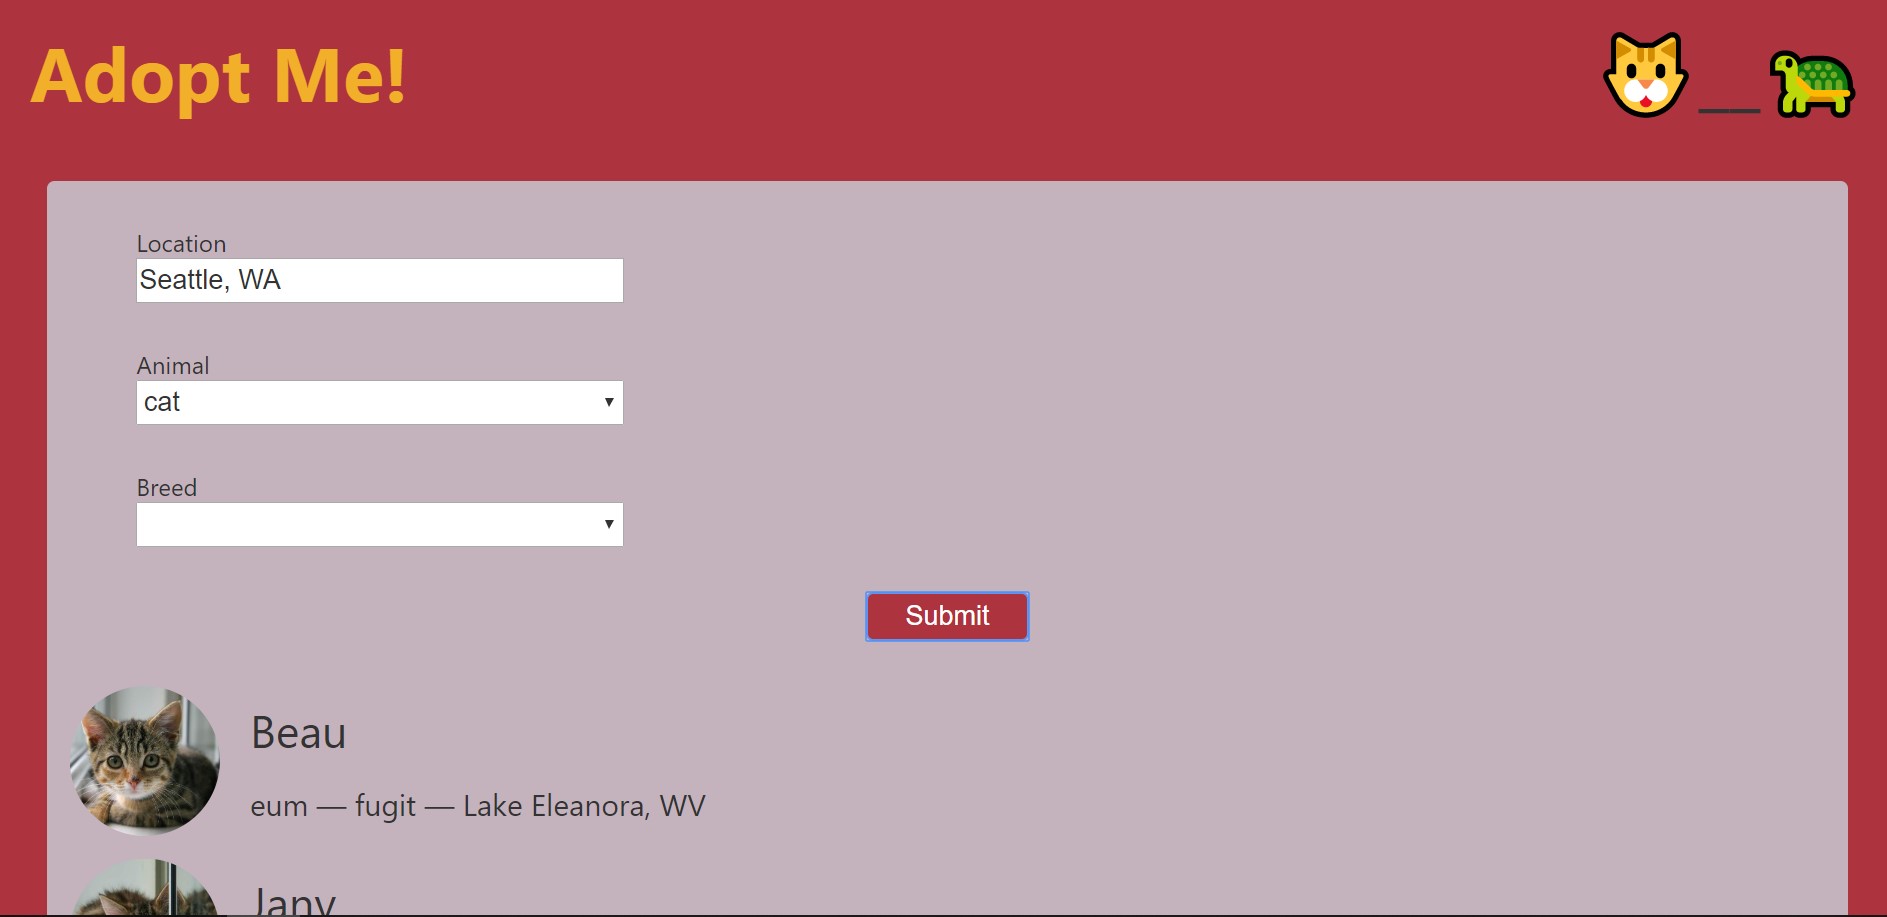 Adopt Me!
Location
Seattle, WA
Animal
cat
Breed
Submit
Beau
eum — fugit — Lake Eleanora, WV
Jany